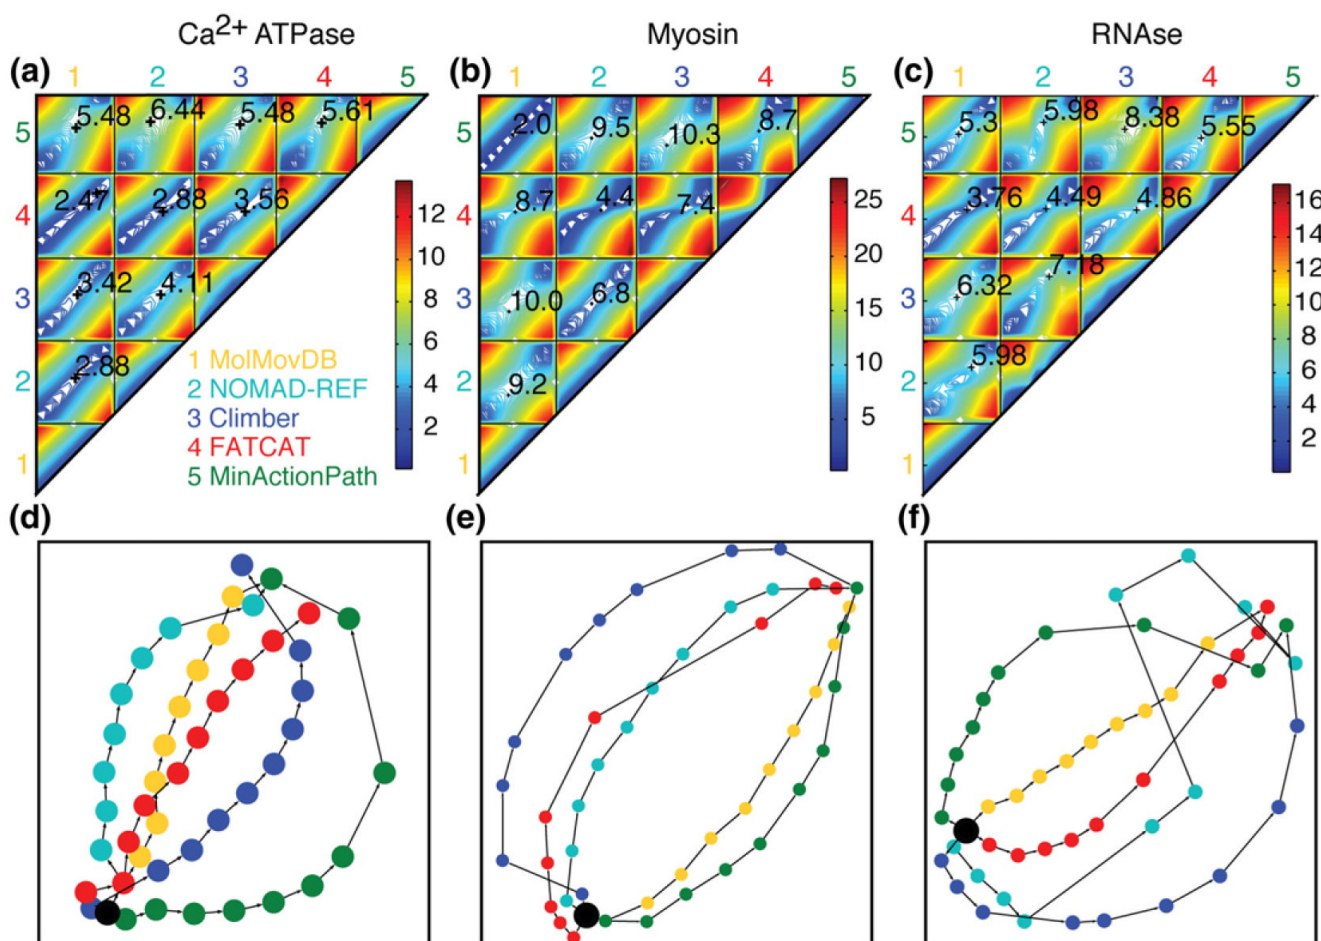 Ca2+ ATPase Myosin RNAse
(a) 1 2 3 4 5 (b) 1 2 3 4 5 (c) 1 2 3 4 5
5 5.48 6.44 5.48 5.61 5 2.0 9.5 10.3 8.7 5 5.3 5.98 8.38 5.55
4 2.47 2.88 3.56 4 8.7 4.4 7.4 4 3.76 4.49 4.86
3 3.42 4.11 3 10.0 6.8 3 6.32 7.18
2 2.88 2 9.2 2 5.98
1 1 1
12 10 8 6 4 2
25 20 15 10 5
16 14 12 10 8 6 4 2
1 MolMovDB
2 NOMAD-REF
3 Climber
4 FATCAT
5 MinActionPath
(d) (e) (f)